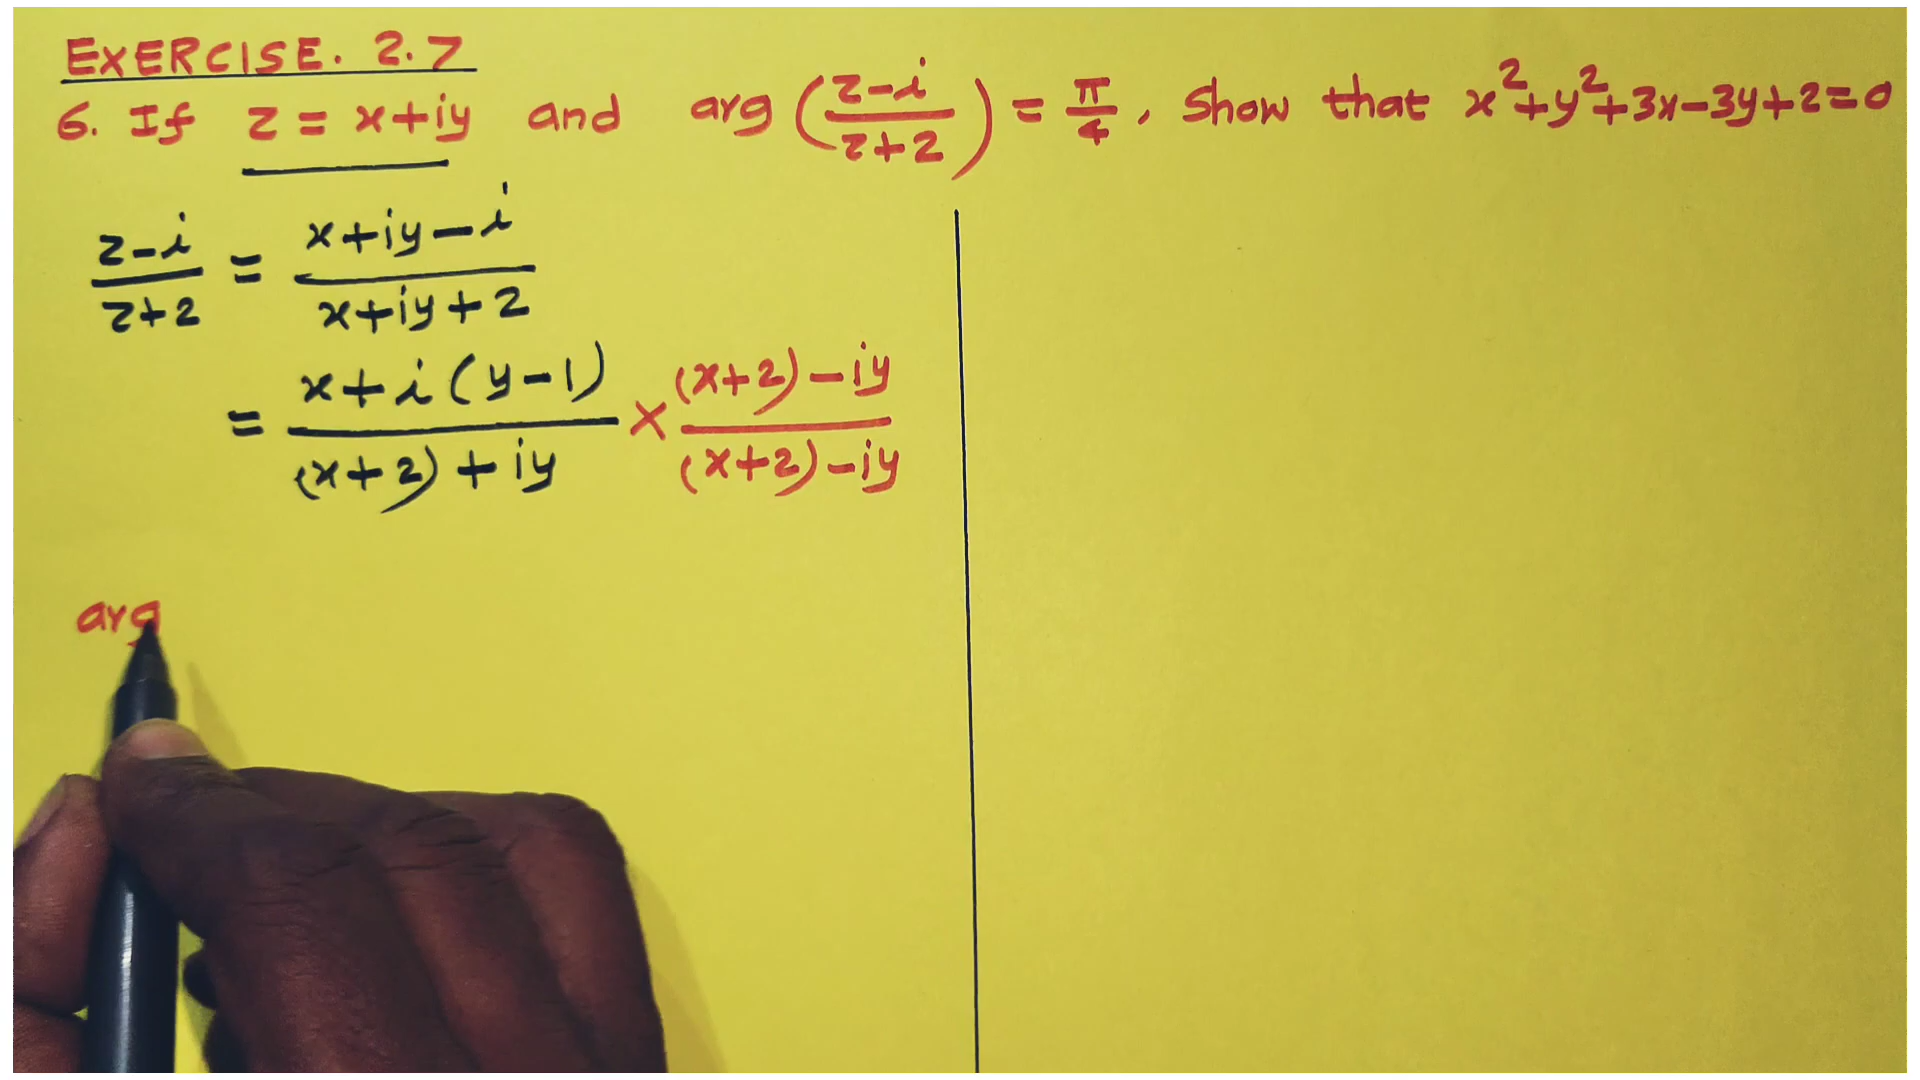 EXERCISE. 2.7
6. If z = x+iy and arg ( z-i / z+2 ) = π/4, Show that x²+y²+3x-3y+2=0
z-i / z+2 = x+iy-i / x+iy+2
= x+i(y-1) / (x+2)+iy × (x+2)-iy / (x+2)-iy
arg